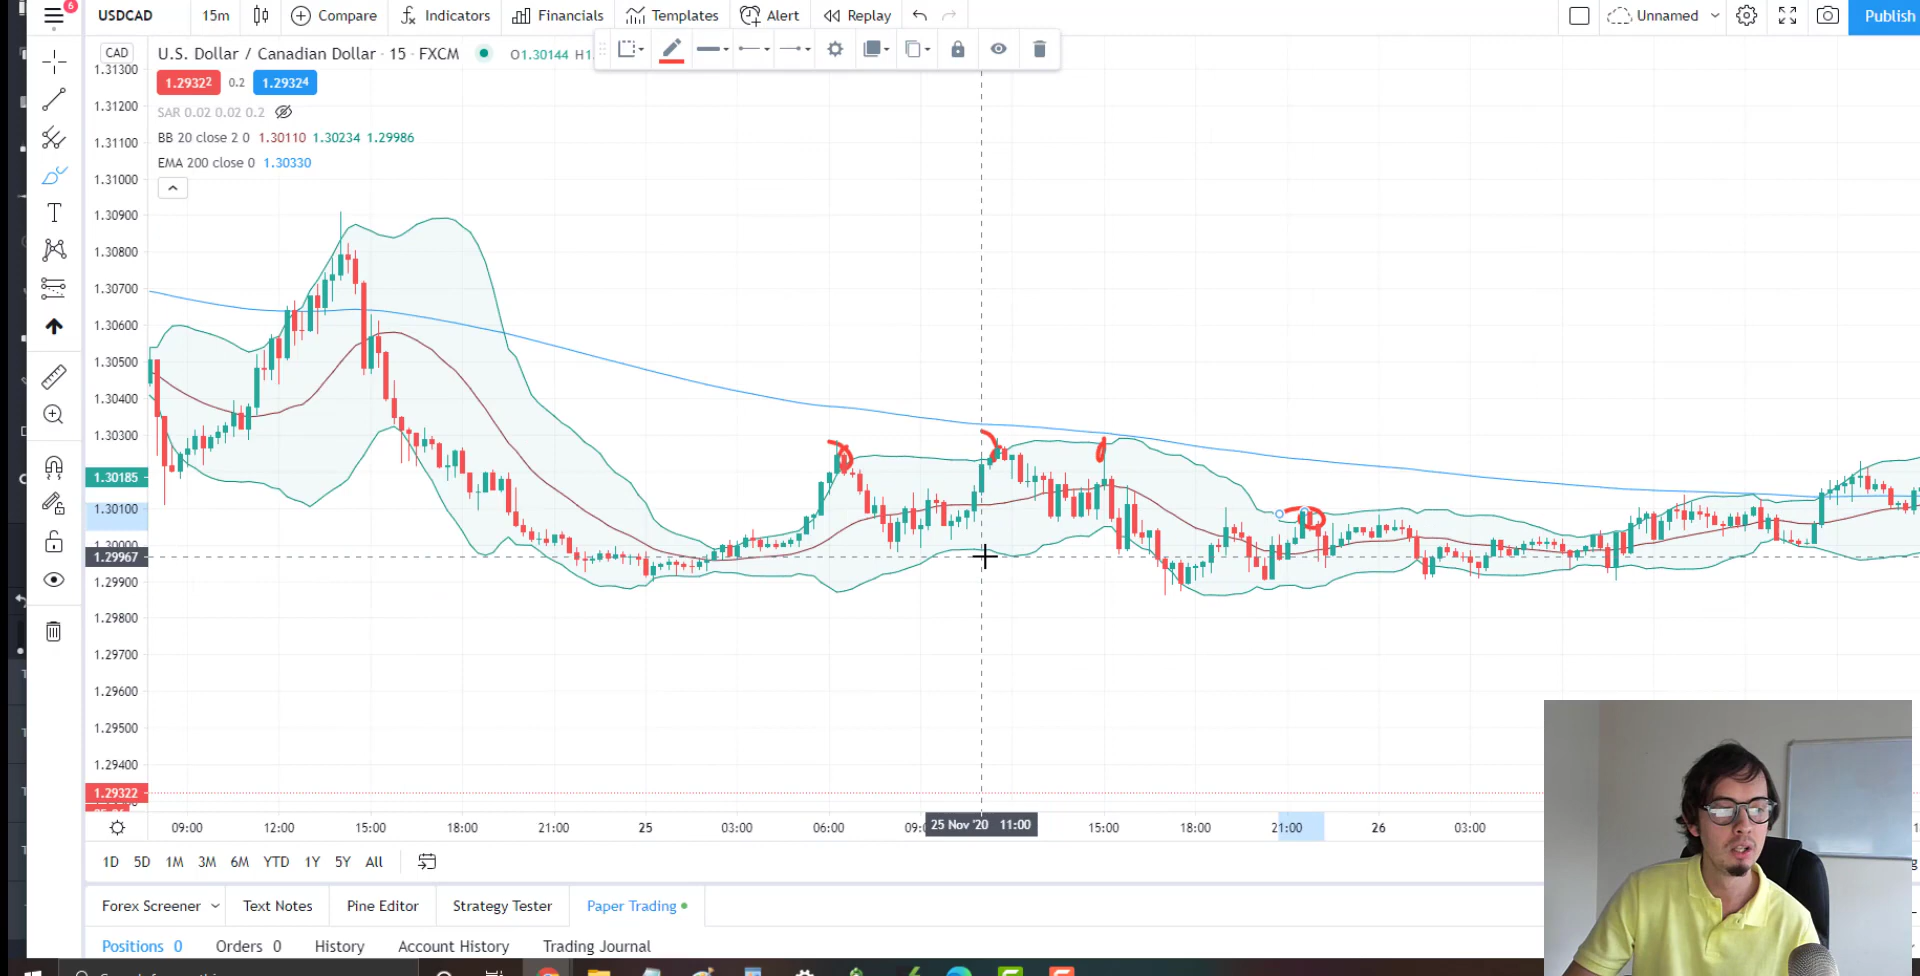 6
USDCAD 15m Compare Indicators Financials Templates Alert Replay Unnamed Publish
CAD U.S. Dollar / Canadian Dollar · 15 · FXCM O1.30144
1.29322 0.2 1.29324
SAR 0.02 0.02 0.2
BB 20 close 2 0 1.30110 1.30234 1.29986
EMA 200 close 0 1.30330
1.31300
1.31200
1.31100
1.31000
1.30900
1.30800
1.30700
1.30600
1.30500
1.30400
1.30300
1.30185
1.30100
1.30000
1.29967
1.29900
1.29800
1.29700
1.29600
1.29500
1.29400
1.29322
09:00 12:00 15:00 18:00 21:00 25 03:00 06:00 25 Nov '20 11:00 15:00 18:00 21:00 26 03:00
1D 5D 1M 3M 6M YTD 1Y 5Y All
Forex Screener Text Notes Pine Editor Strategy Tester Paper Trading
Positions 0 Orders 0 History Account History Trading Journal